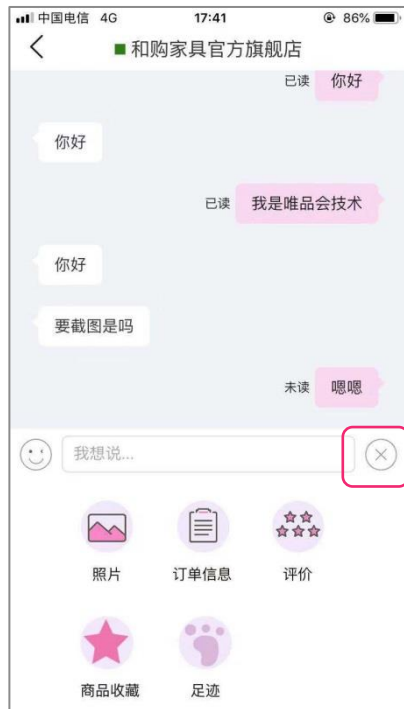 中国电信 4G 17:41 86%
和购家具官方旗舰店
已读 你好
你好
已读 我是唯品会技术
你好
要截图是吗
未读 嗯嗯
我想说...
照片 订单信息 评价
商品收藏 足迹